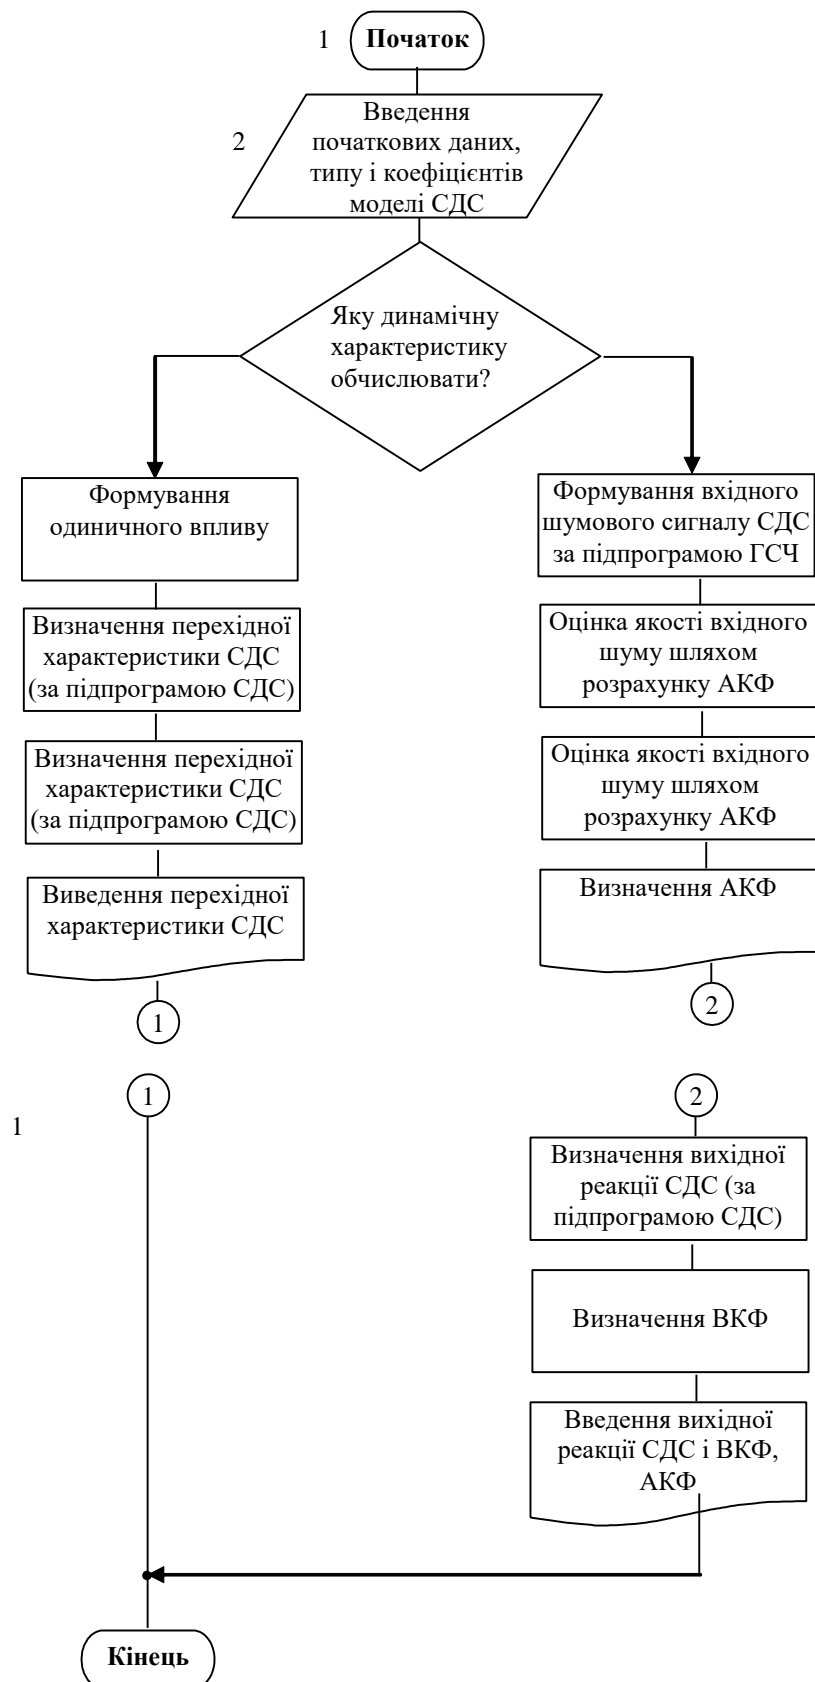 1
Початок
2
Введення
початкових даних,
типу і коефіцієнтів
моделі СДС
Яку динамічну
характеристику
обчислювати?
Формування
одиничного впливу
Визначення перехідної
характеристики СДС
(за підпрограмою СДС)
Визначення перехідної
характеристики СДС
(за підпрограмою СДС)
Виведення перехідної
характеристики СДС
1
Формування вхідного
шумового сигналу СДС
за підпрограмою ГСЧ
Оцінка якості вхідного
шуму шляхом
розрахунку АКФ
Оцінка якості вхідного
шуму шляхом
розрахунку АКФ
Визначення АКФ
2
1
1
2
Визначення вихідної
реакції СДС (за
підпрограмою СДС)
Визначення ВКФ
Введення вихідної
реакції СДС і ВКФ,
АКФ
Кінець